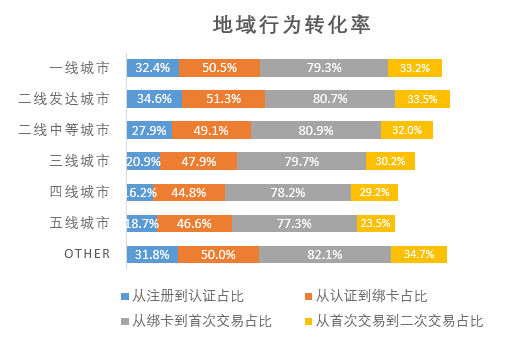 地域行为转化率
一线城市 32.4% 50.5% 79.3% 33.2%
二线发达城市 34.6% 51.3% 80.7% 33.5%
二线中等城市 27.9% 49.1% 80.9% 32.0%
三线城市 20.9% 47.9% 79.7% 30.2%
四线城市 16.2% 44.8% 78.2% 29.2%
五线城市 18.7% 46.6% 77.3% 23.5%
OTHER 31.8% 50.0% 82.1% 34.7%
从注册到认证占比 从认证到绑卡占比
从绑卡到首次交易占比 从首次交易到二次交易占比